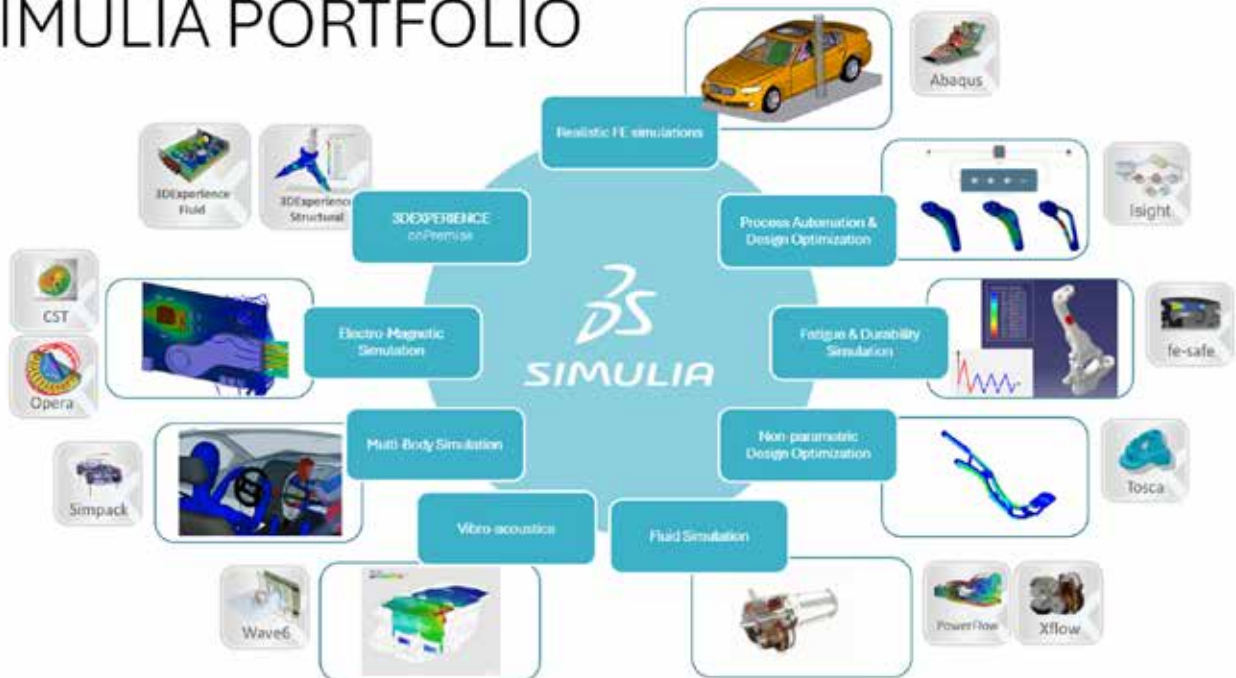 IMULIA PORTFOLIO
Abaqus
Realistic FE simulations
3DExperience
Fluid
3DExperience
Structural
3DEXPERIENCE
onPremise
Process Automation &
Design Optimization
Isight
CST
Opera
Electro-Magnetic
Simulation
3DS
SIMULIA
Fatigue & Durability
Simulation
fe-safe
Simpack
Multi-Body Simulation
Non-parametric
Design Optimization
Tosca
Vibro-acoustics
Fluid Simulation
Wave6
PowerFlow
Xflow